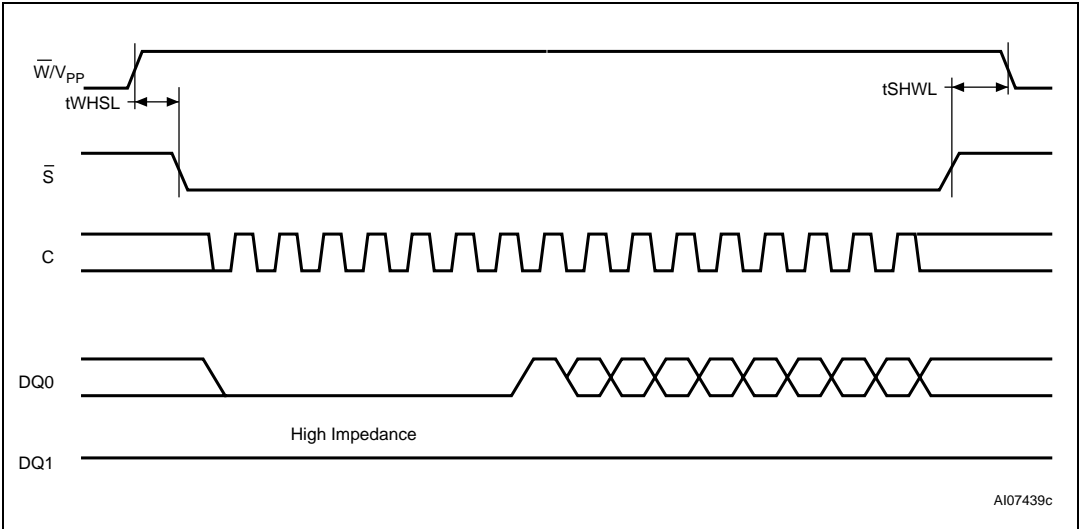 W̅/VPP
tWHSL
tSHWL
S̅
C
DQ0
High Impedance
DQ1
AI07439c